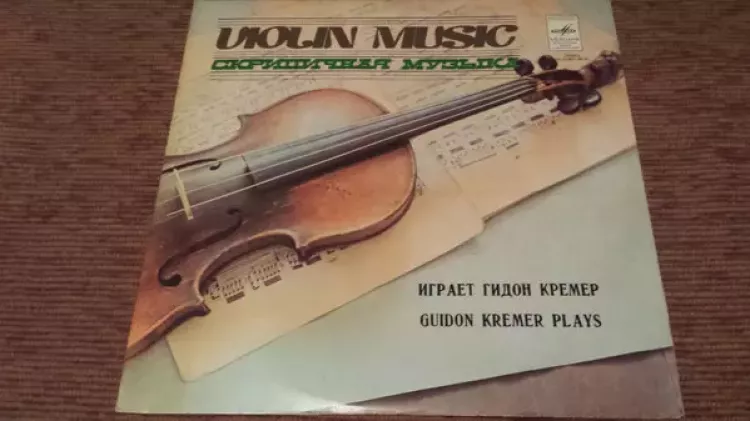 VIOLIN MUSIC
СКРИПИЧНАЯ МУЗЫКА
ИГРАЕТ ГИДОН КРЕМЕР
GUIDON KREMER PLAYS